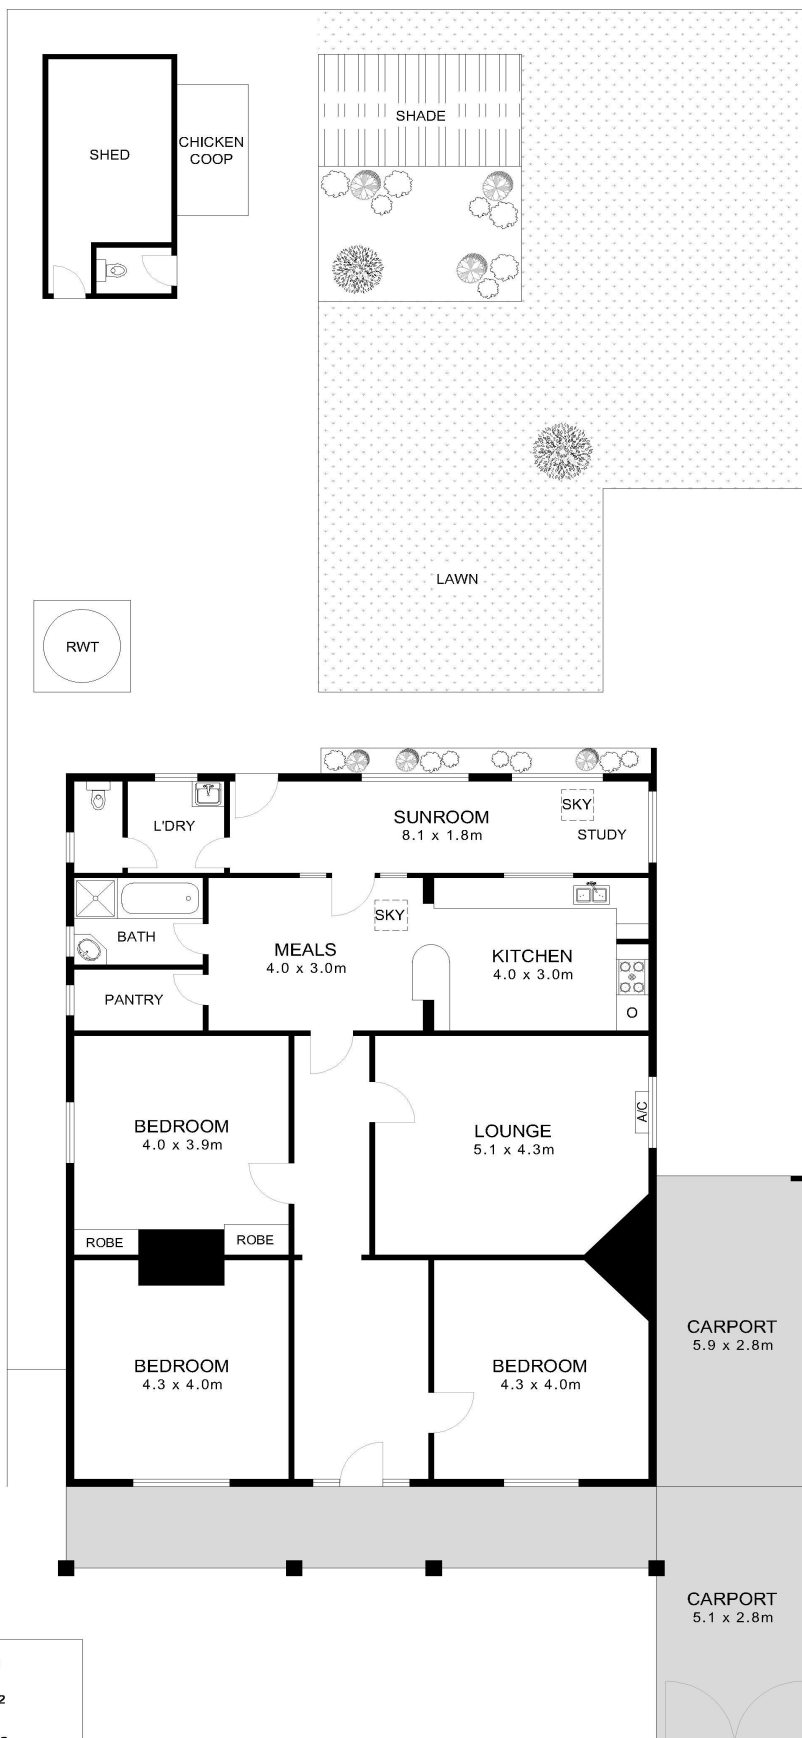 SHADE
SHED
CHICKEN
COOP
LAWN
RWT
SKY
SUNROOM
8.1 x 1.8m
L'DRY
STUDY
SKY
BATH
MEALS
4.0 x 3.0m
KITCHEN
4.0 x 3.0m
PANTRY
O
BEDROOM
4.0 x 3.9m
LOUNGE
5.1 x 4.3m
A/C
ROBE
ROBE
BEDROOM
4.3 x 4.0m
BEDROOM
4.3 x 4.0m
CARPORT
5.9 x 2.8m
CARPORT
5.1 x 2.8m
2